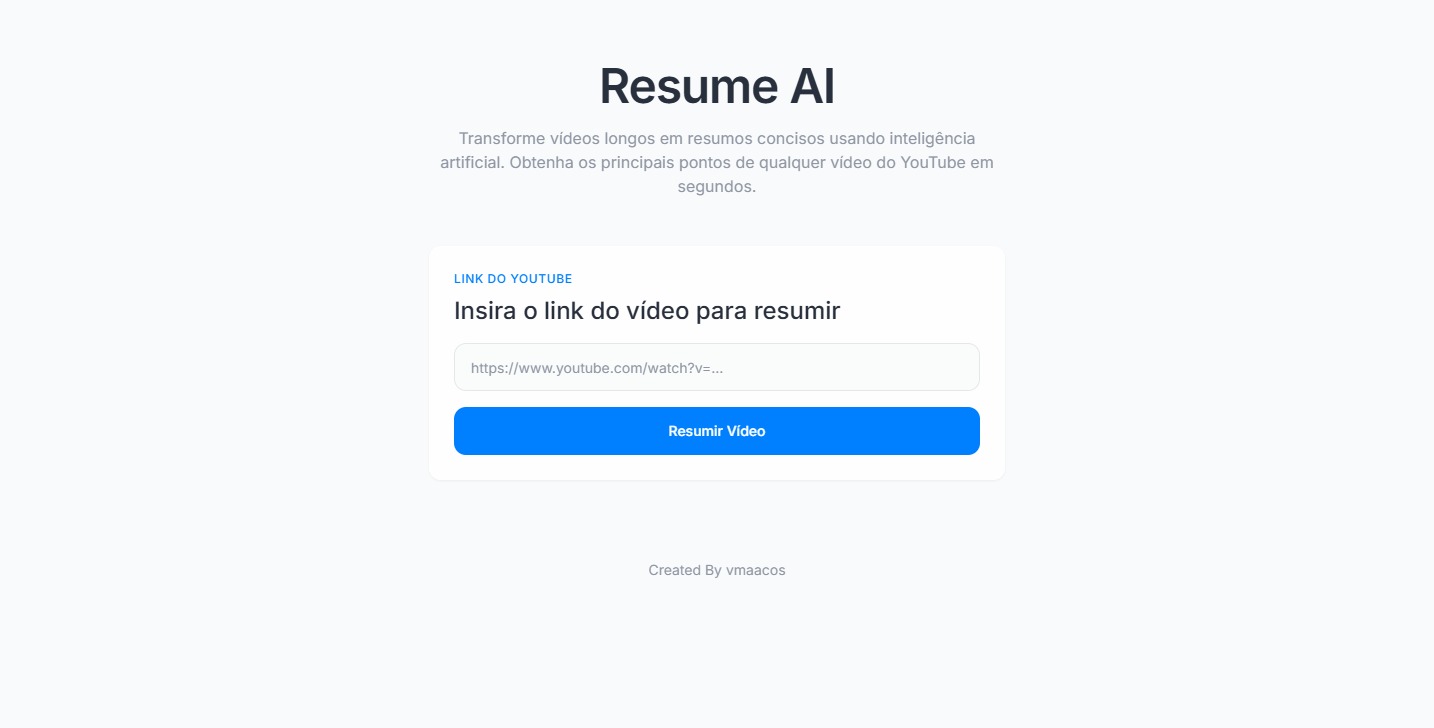 Resume AI
Transforme vídeos longos em resumos concisos usando inteligência
artificial. Obtenha os principais pontos de qualquer vídeo do YouTube em
segundos.
LINK DO YOUTUBE
Insira o link do vídeo para resumir
https://www.youtube.com/watch?v=...
Resumir Vídeo
Created By vmaacos